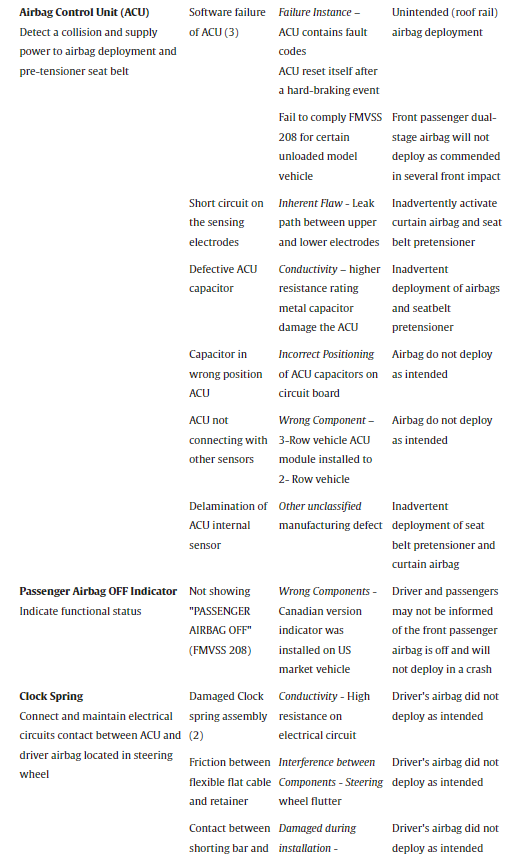 Airbag Control Unit (ACU)
Detect a collision and supply
power to airbag deployment and
pre-tensioner seat belt
Software failure
of ACU (3)
Failure Instance –
ACU contains fault
codes
ACU reset itself after
a hard-braking event
Unintended (roof rail)
airbag deployment
Fail to comply FMVSS
208 for certain
unloaded model
vehicle
Front passenger dual-
stage airbag will not
deploy as commended
in several front impact
Short circuit on
the sensing
electrodes
Inherent Flaw - Leak
path between upper
and lower electrodes
Inadvertently activate
curtain airbag and seat
belt pretensioner
Defective ACU
capacitor
Conductivity – higher
resistance rating
metal capacitor
damage the ACU
Inadvertent
deployment of airbags
and seatbelt
pretensioner
Capacitor in
wrong position
ACU
Incorrect Positioning
of ACU capacitors on
circuit board
Airbag do not deploy
as intended
ACU not
connecting with
other sensors
Wrong Component –
3-Row vehicle ACU
module installed to
2- Row vehicle
Airbag do not deploy
as intended
Delamination of
ACU internal
sensor
Other unclassified
manufacturing defect
Inadvertent
deployment of seat
belt pretensioner and
curtain airbag
Passenger Airbag OFF Indicator
Indicate functional status
Not showing
"PASSENGER
AIRBAG OFF"
(FMVSS 208)
Wrong Components -
Canadian version
indicator was
installed on US
market vehicle
Driver and passengers
may not be informed
of the front passenger
airbag is off and will
not deploy in a crash
Clock Spring
Connect and maintain electrical
circuits contact between ACU and
driver airbag located in steering
wheel
Damaged Clock
spring assembly
(2)
Conductivity - High
resistance on
electrical circuit
Driver's airbag did not
deploy as intended
Friction between
flexible flat cable
and retainer
Interference between
Components - Steering
wheel flutter
Driver's airbag did not
deploy as intended
Contact between
shorting bar and
Damaged during
installation -
Driver's airbag did not
deploy as intended